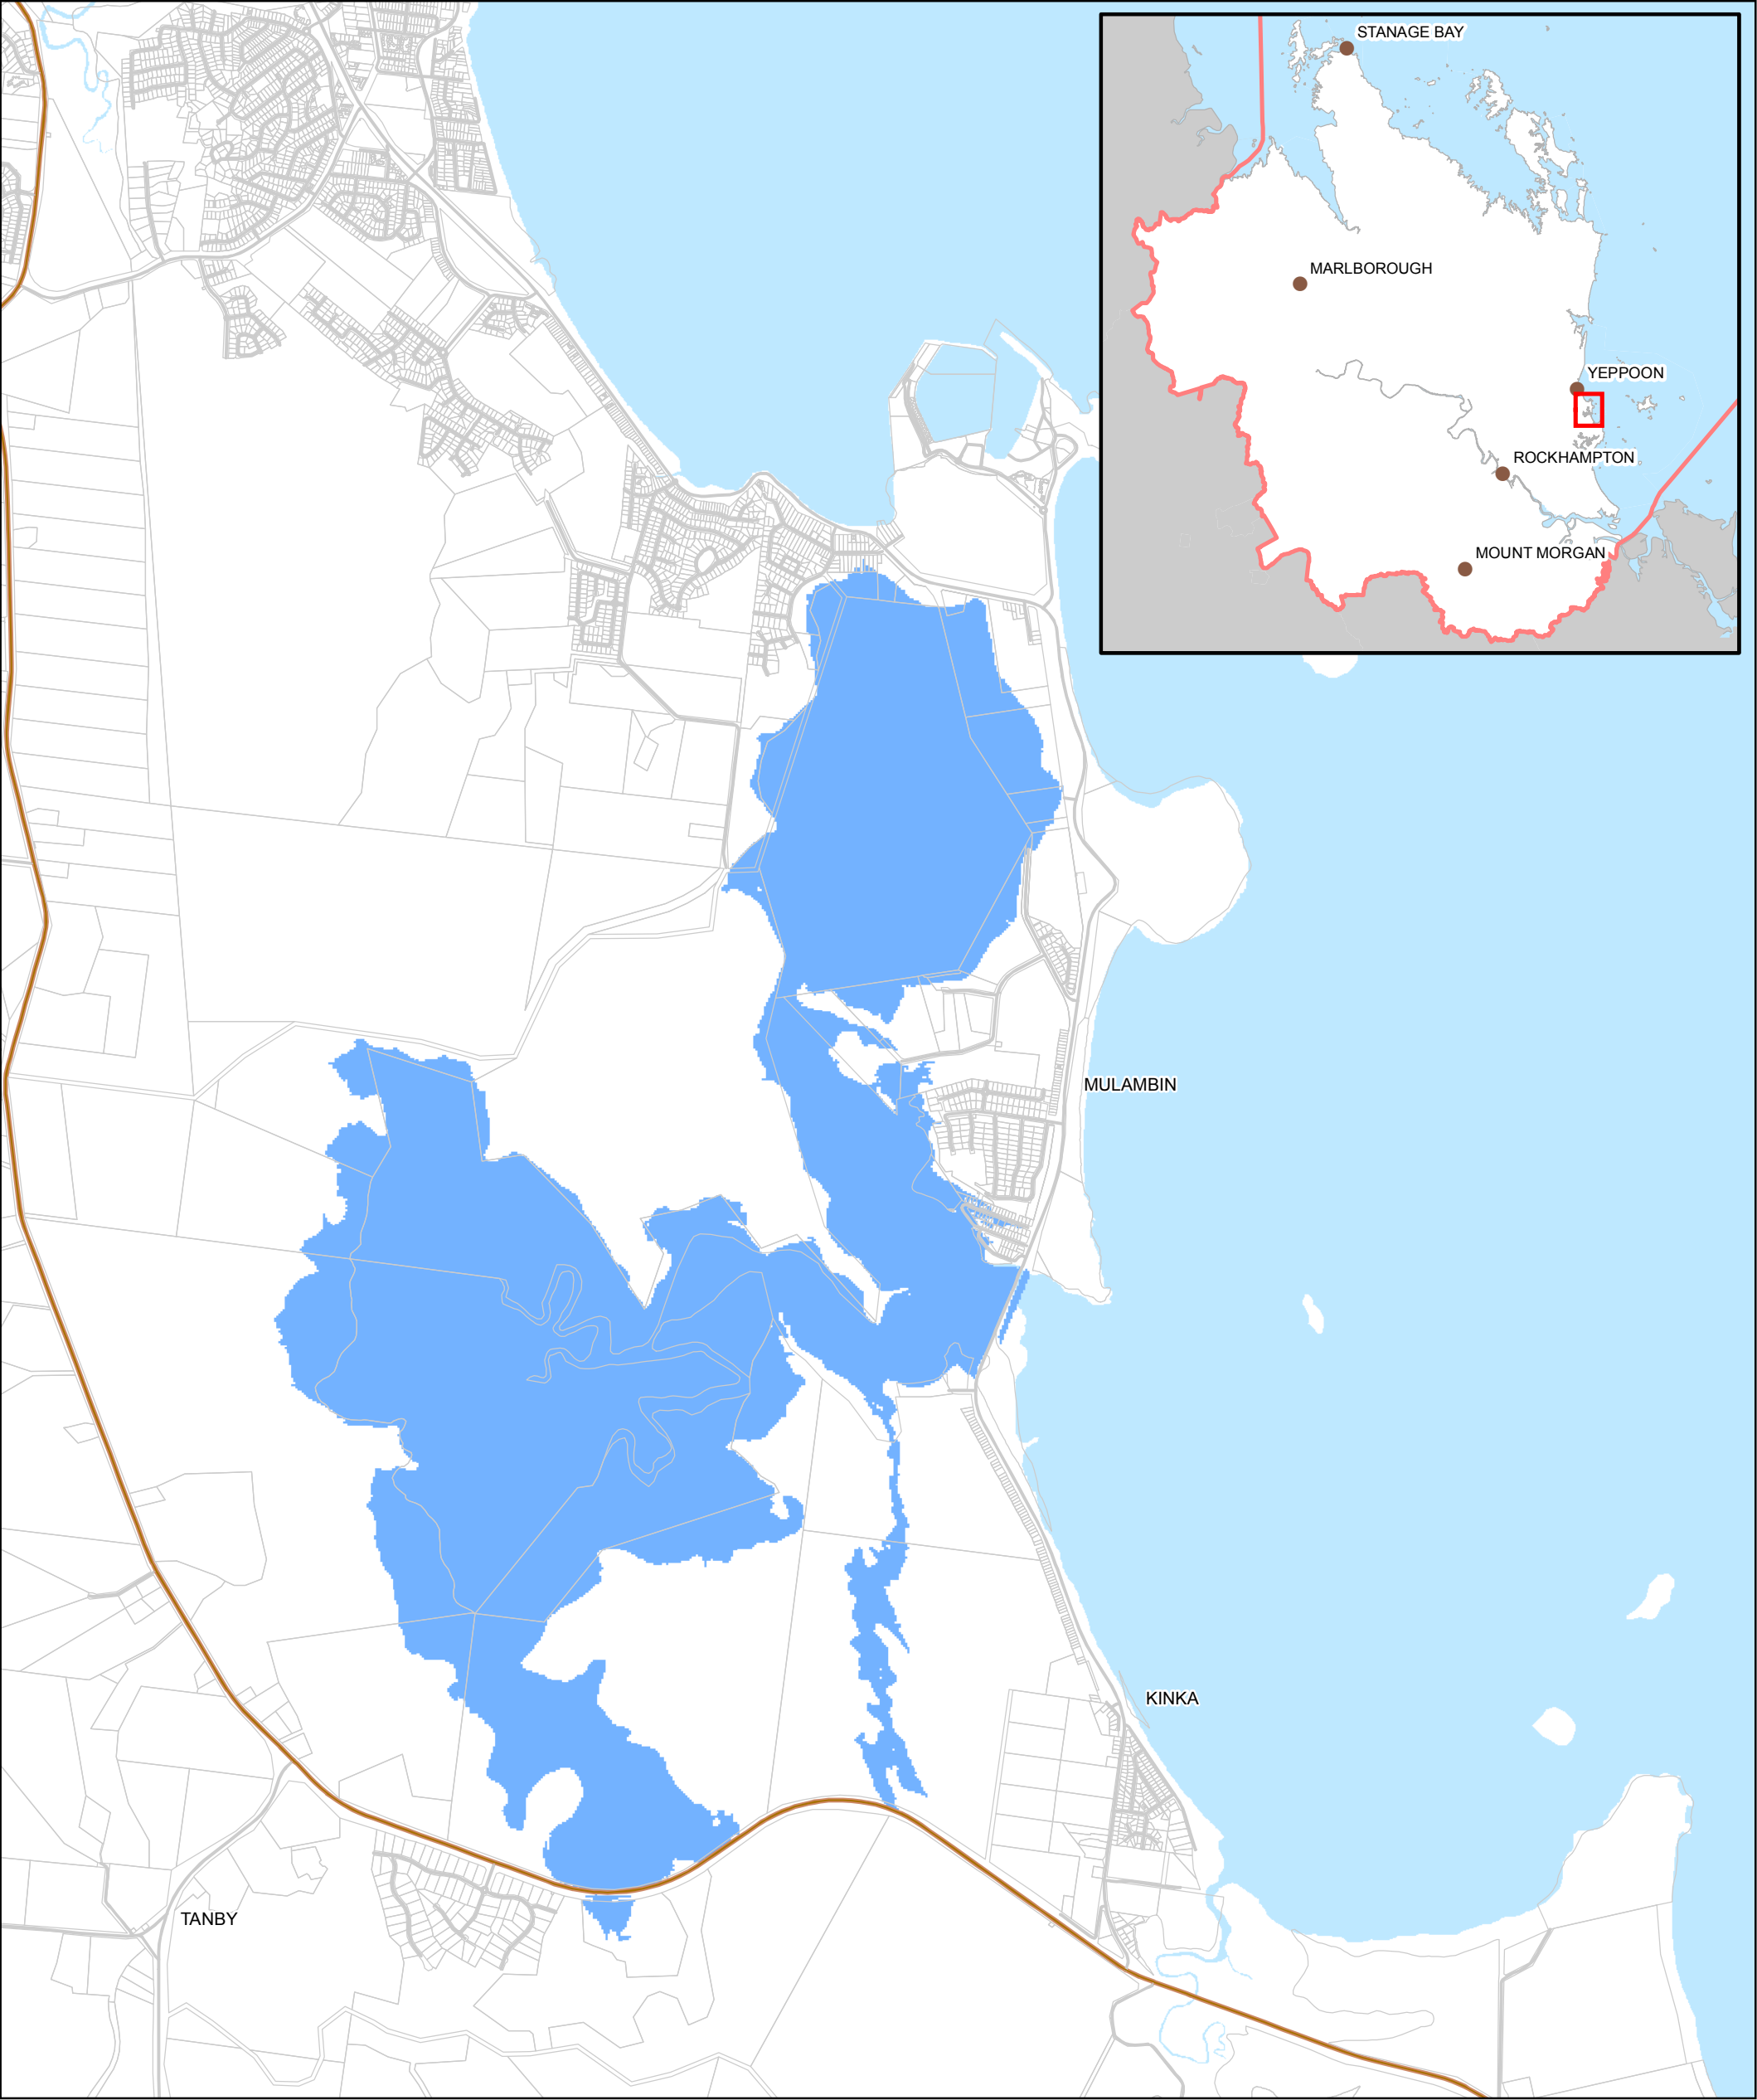 STANAGE BAY
MARLBOROUGH
YEPPOON
ROCKHAMPTON
MOUNT MORGAN
MULAMBIN
KINKA
TANBY